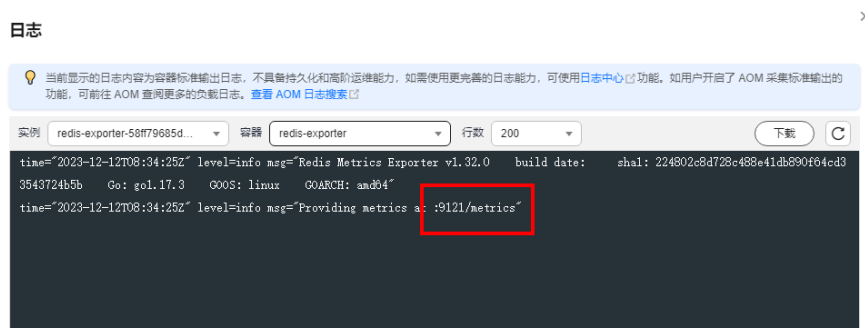 日志
当前显示的日志内容为容器标准输出日志，不具备持久化和高阶运维能力，如需使用更完善的日志能力，可使用日志中心功能。如用户开启了 AOM 采集标准输出的
功能，可前往 AOM 查阅更多的负载日志。查看 AOM 日志搜索
实例 redis-exporter-58ff79685d... 容器 redis-exporter 行数 200 下载
time="2023-12-12T08:34:25Z" level=info msg="Redis Metrics Exporter v1.32.0 build date: sha1: 224802c8d728c488e41db890f64cd3
3543724b5b Go: go1.17.3 GOOS: linux GOARCH: amd64"
time="2023-12-12T08:34:25Z" level=info msg="Providing metrics at :9121/metrics"